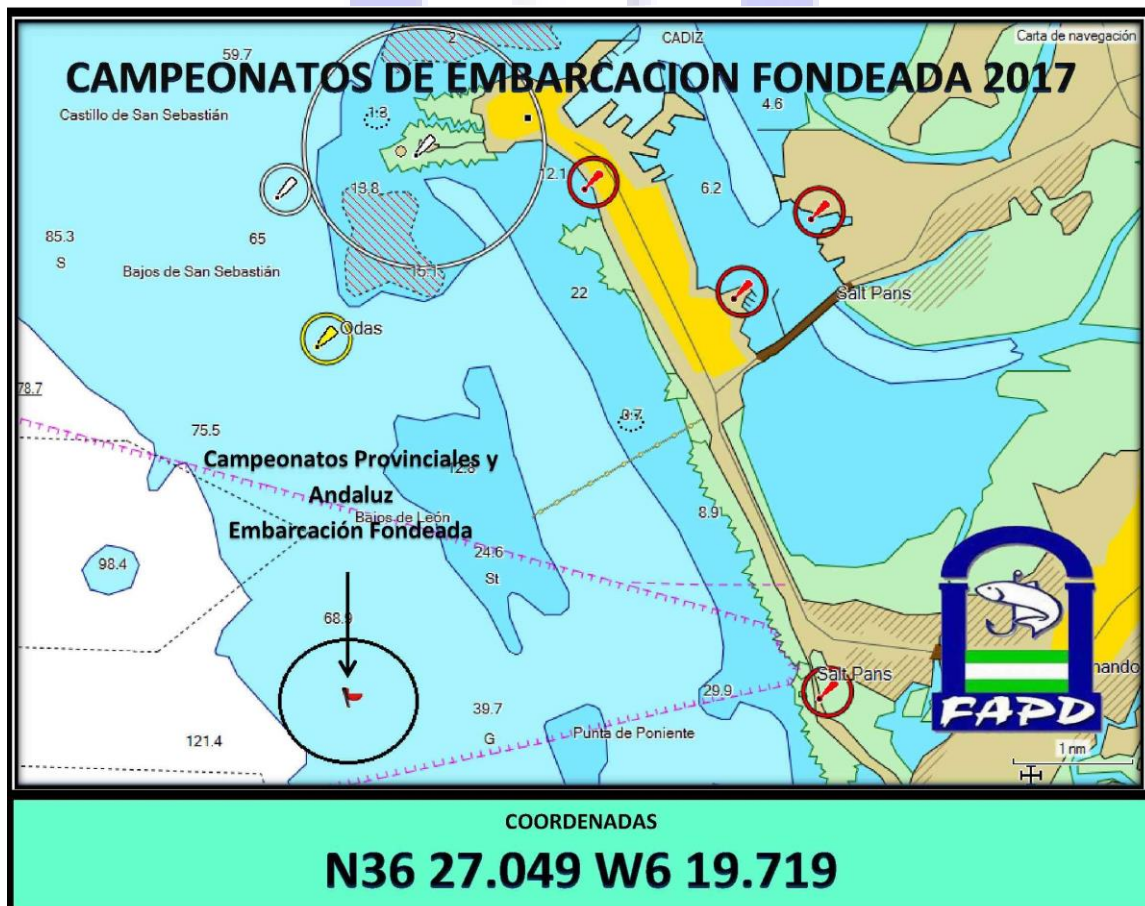 CADIZ
Carta de navegación
2
59.7
CAMPEONATOS DE EMBARCACION FONDEADA 2017
Castillo de San Sebastián
1.3
4.6
12.1
13.8
6.2
85.3
S
65
Bajos de San Sebastián
15.1
22
Salt Pans
Odas
78.7
75.5
Campeonatos Provinciales y
12.8
Andaluz
Bajos de León
Embarcación Fondeada
8.9
24.6
St
98.4
68.9
Salt Pans
nando
29.9
39.7
G
Punta de Poniente
121.4
FAPD
1 nm
COORDENADAS
N36 27.049 W6 19.719